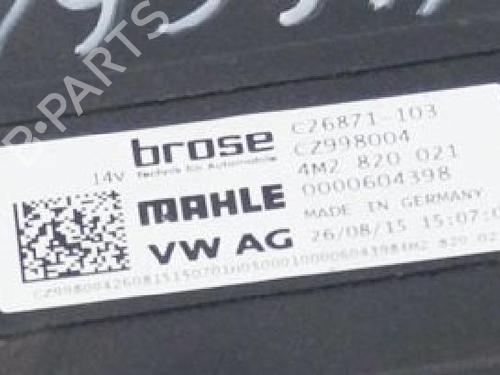 B-PARTS
brose
Technik für Automobile
14V
C26871-103
CZ998004
4M2 820 021
0000604398
MAHLE
MADE IN GERMANY
VW AG
26/08/15 15:07:0